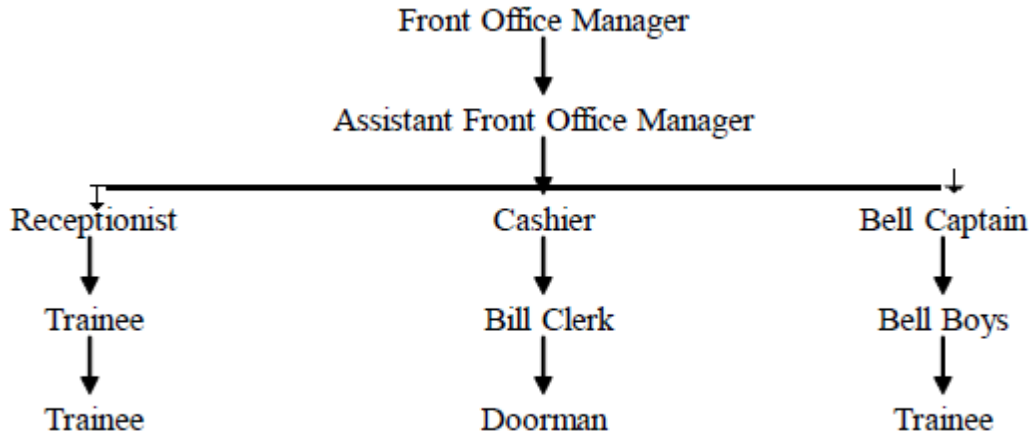 Front Office Manager
Assistant Front Office Manager
Receptionist Cashier Bell Captain
Trainee Bill Clerk Bell Boys
Trainee Doorman Trainee